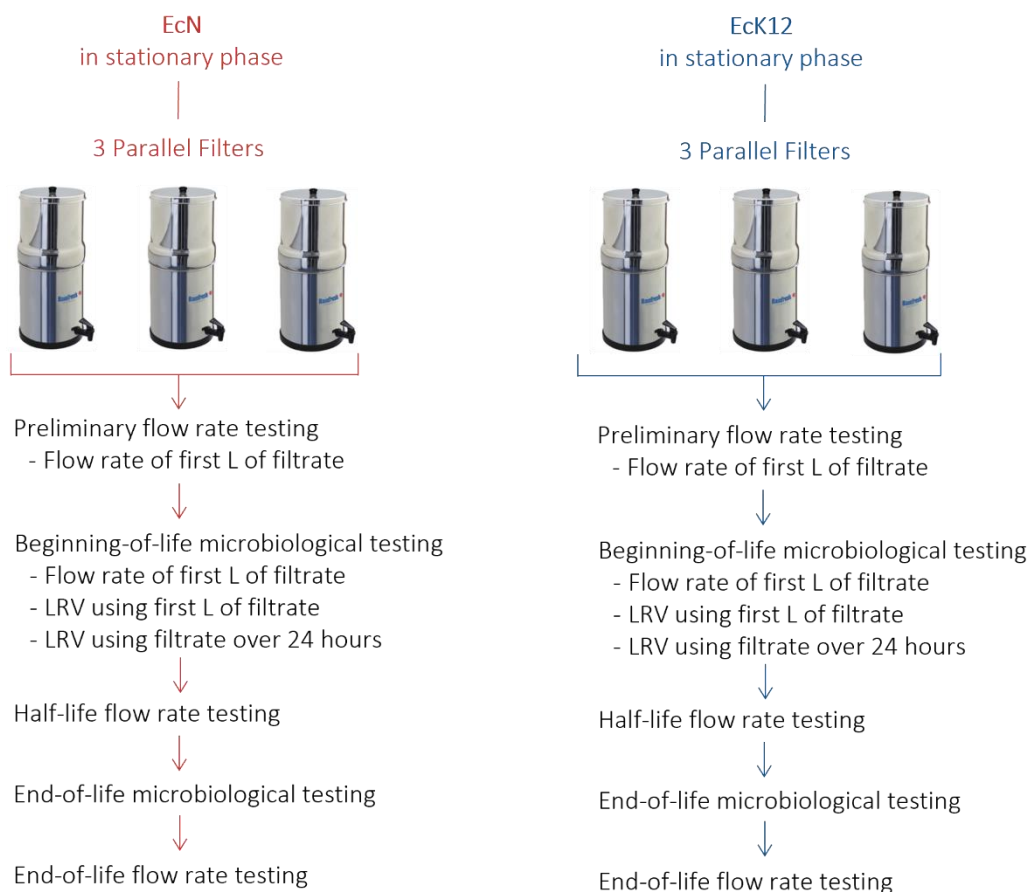 EcN
in stationary phase
3 Parallel Filters
Preliminary flow rate testing
- Flow rate of first L of filtrate
Beginning-of-life microbiological testing
- Flow rate of first L of filtrate
- LRV using first L of filtrate
- LRV using filtrate over 24 hours
Half-life flow rate testing
End-of-life microbiological testing
End-of-life flow rate testing
EcK12
in stationary phase
3 Parallel Filters
Preliminary flow rate testing
- Flow rate of first L of filtrate
Beginning-of-life microbiological testing
- Flow rate of first L of filtrate
- LRV using first L of filtrate
- LRV using filtrate over 24 hours
Half-life flow rate testing
End-of-life microbiological testing
End-of-life flow rate testing